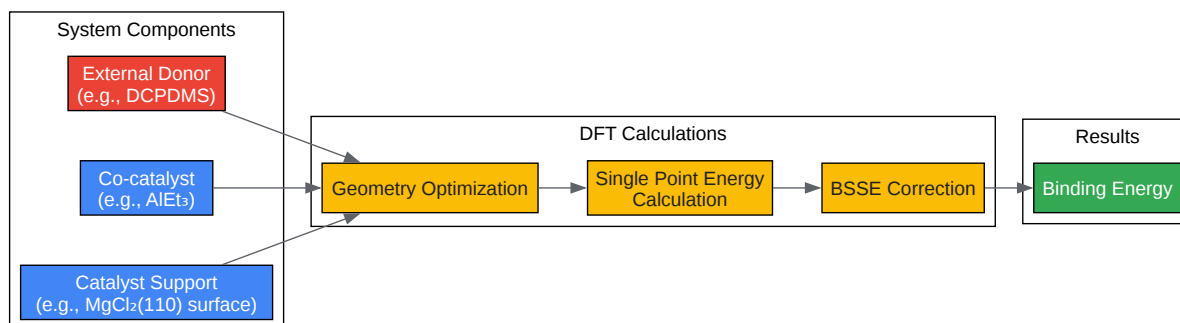 System Components
External Donor
(e.g., DCPDMS)
Co-catalyst
(e.g., AlEt₃)
Catalyst Support
(e.g., MgCl₂(110) surface)
DFT Calculations
Geometry Optimization
Single Point Energy
Calculation
BSSE Correction
Results
Binding Energy